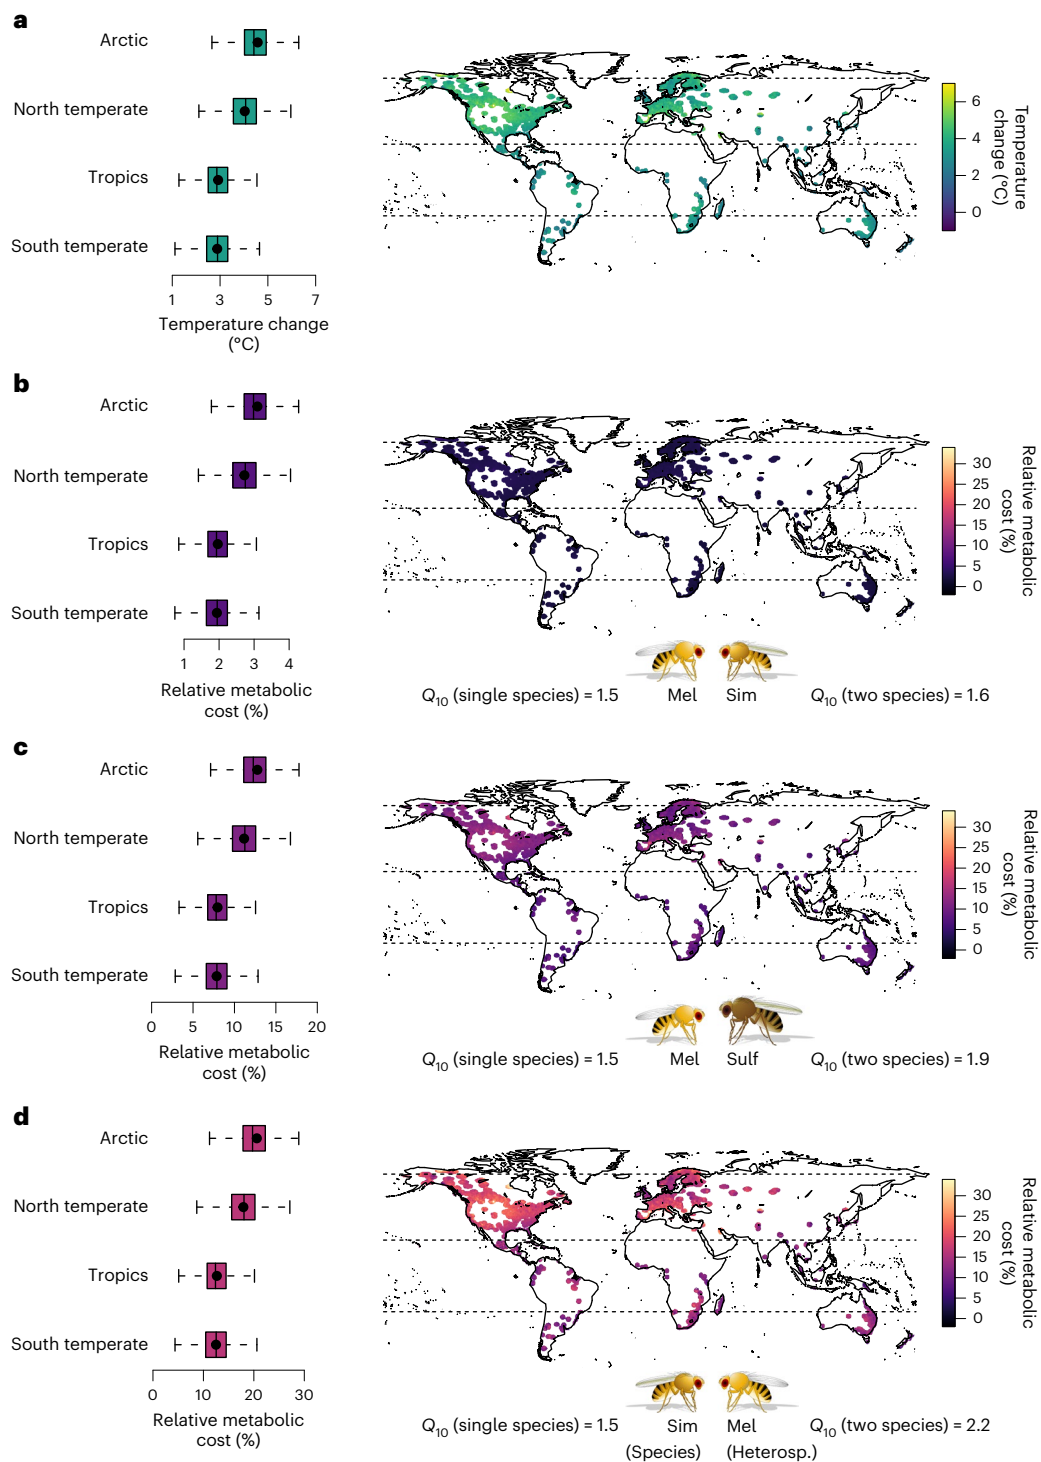 a
Arctic
North temperate
Tropics
South temperate
1 3 5 7
Temperature change
(°C)
6
4
2
0
Temperature
change (°C)
b
Arctic
North temperate
Tropics
South temperate
1 2 3 4
Relative metabolic
cost (%)
30
25
20
15
10
5
0
Relative metabolic
cost (%)
Q10 (single species) = 1.5
Mel
Sim
Q10 (two species) = 1.6
c
Arctic
North temperate
Tropics
South temperate
0 5 10 15 20
Relative metabolic
cost (%)
30
25
20
15
10
5
0
Relative metabolic
cost (%)
Q10 (single species) = 1.5
Mel
Sulf
Q10 (two species) = 1.9
d
Arctic
North temperate
Tropics
South temperate
0 10 20 30
Relative metabolic
cost (%)
30
25
20
15
10
5
0
Relative metabolic
cost (%)
Q10 (single species) = 1.5
Sim
(Species)
Mel
(Heterosp.)
Q10 (two species) = 2.2